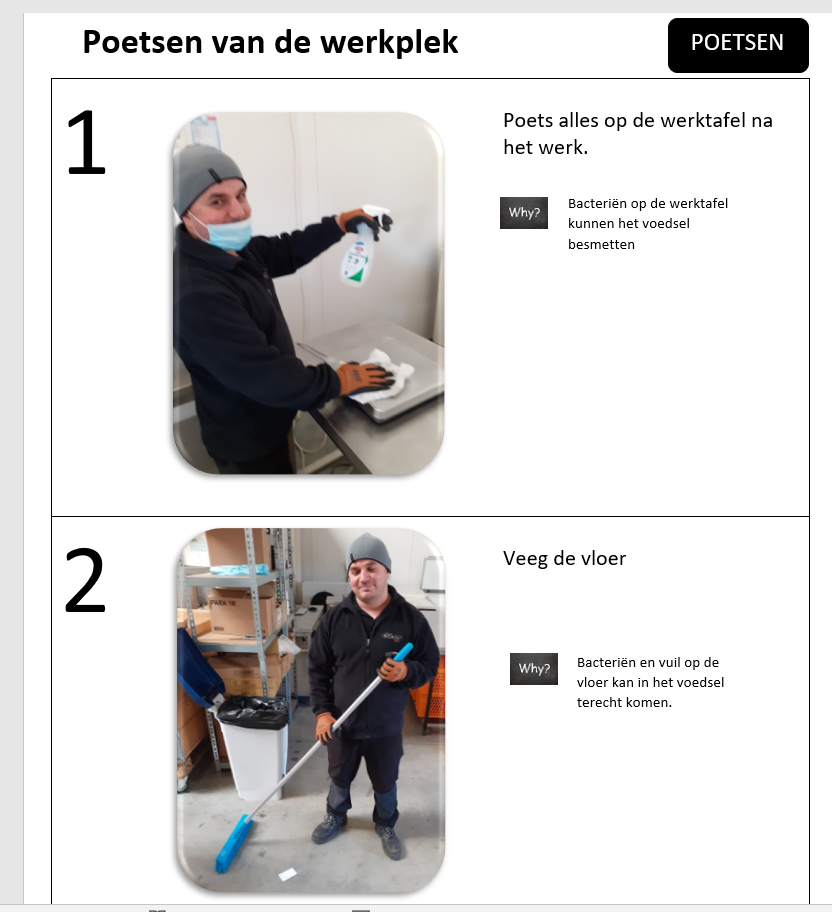 Poetsen van de werkplek
POETSEN
1
Poets alles op de werktafel na
het werk.
Why?
Bacteriën op de werktafel
kunnen het voedsel
besmetten
2
Veeg de vloer
PARA 1R
Why?
Bacteriën en vuil op de
vloer kan in het voedsel
terecht komen.